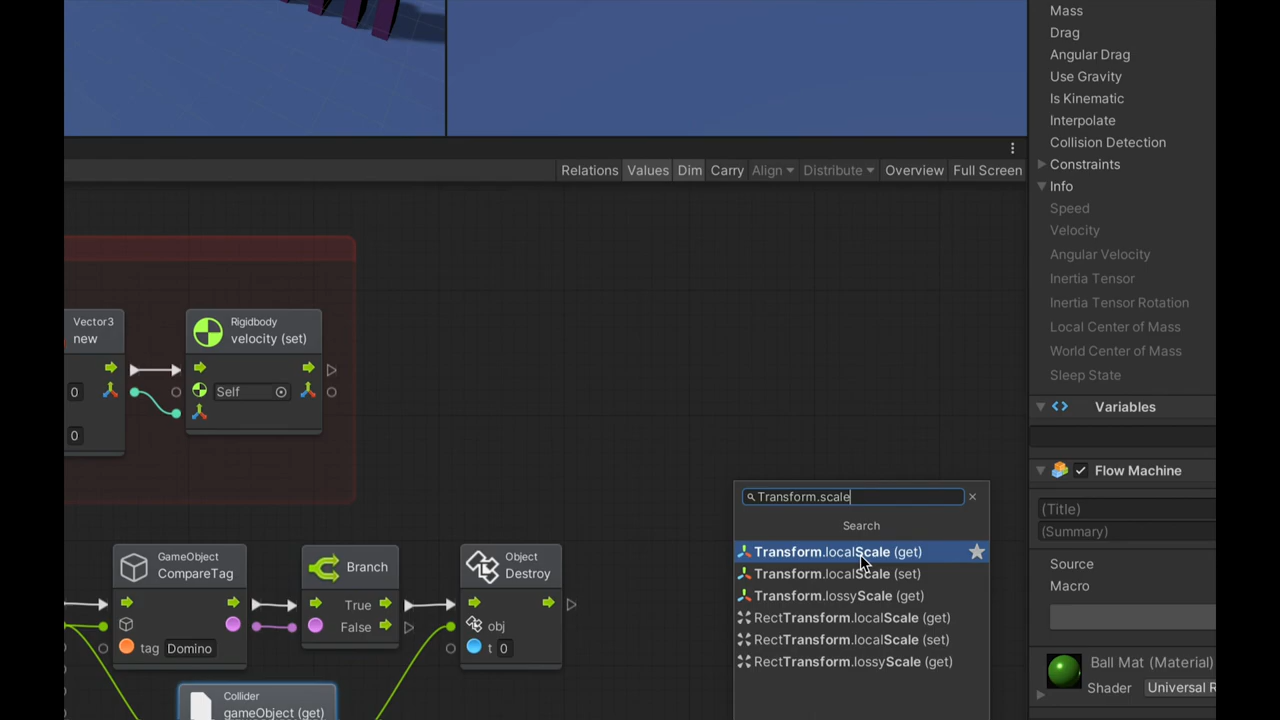 Mass
Drag
Angular Drag
Use Gravity
Is Kinematic
Interpolate
Collision Detection
Constraints
Info
Speed
Velocity
Angular Velocity
Inertia Tensor
Inertia Tensor Rotation
Local Center of Mass
World Center of Mass
Sleep State
Variables
Flow Machine
(Title)
(Summary)
Source
Macro
Ball Mat (Material)
Shader Universal R
Relations Values Dim Carry Align Distribute Overview Full Screen
Vector3
new
0
0
Rigidbody
velocity (set)
Self
GameObject
CompareTag
tag Domino
Branch
True
False
Object
Destroy
obj
t 0
Collider
gameObject (get)
Transform.scale
Search
Transform.localScale (get)
Transform.localScale (set)
Transform.lossyScale (get)
RectTransform.localScale (get)
RectTransform.localScale (set)
RectTransform.lossyScale (get)